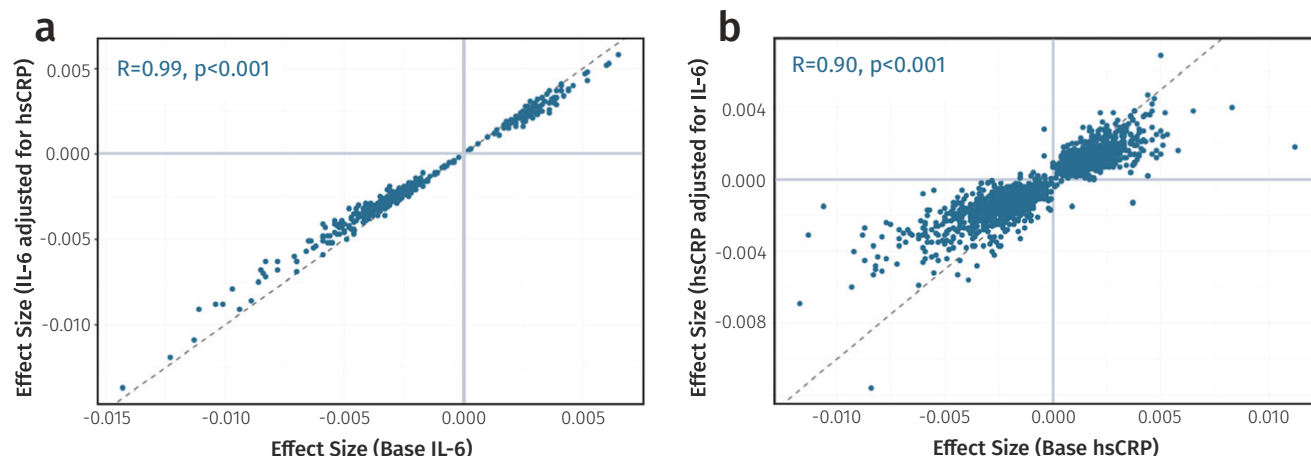 a
R=0.99, p<0.001
Effect Size (IL-6 adjusted for hsCRP)
0.005
0.000
-0.005
-0.010
-0.015
-0.010
-0.005
0.000
0.005
Effect Size (Base IL-6)
b
R=0.90, p<0.001
Effect Size (hsCRP adjusted for IL-6)
0.004
0.000
-0.004
-0.008
-0.010
-0.005
0.000
0.005
0.010
Effect Size (Base hsCRP)